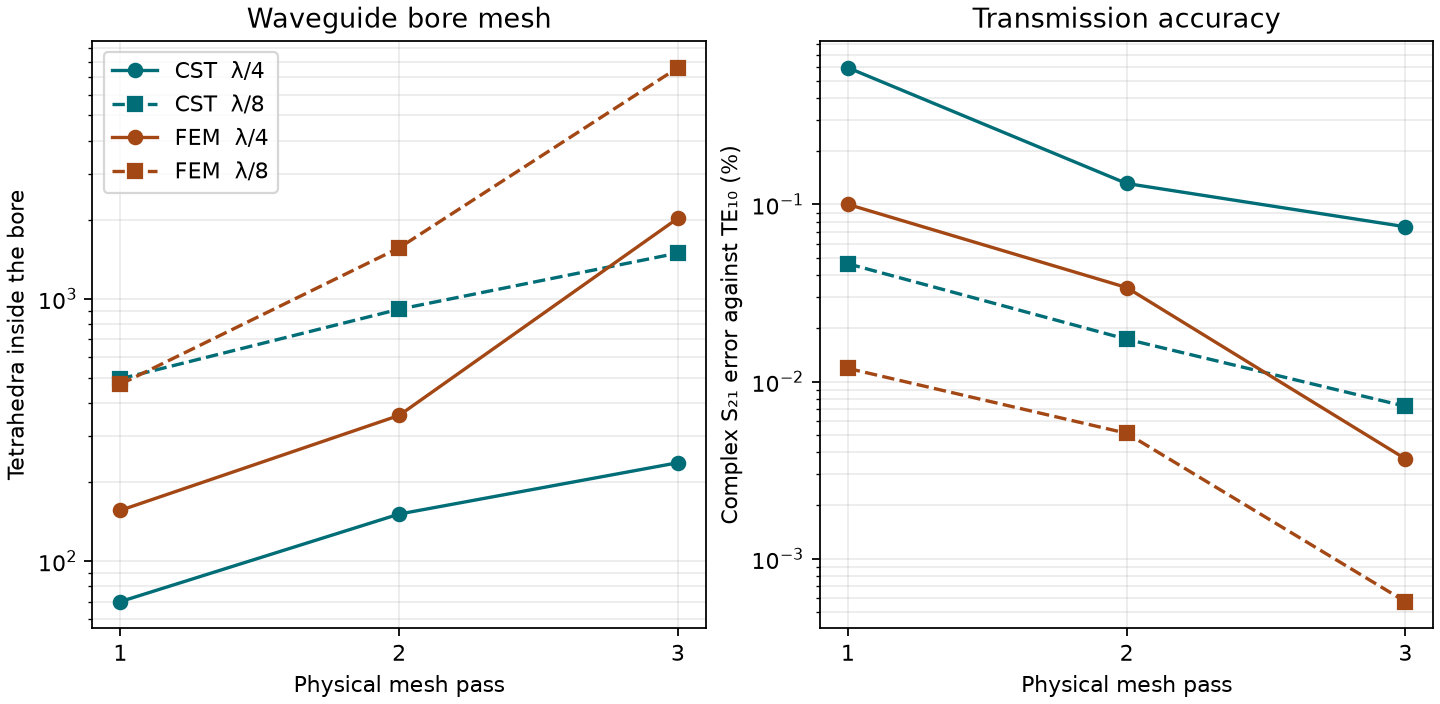 Waveguide bore mesh
Tetrahedra inside the bore
10³
10²
CST λ/4
CST λ/8
FEM λ/4
FEM λ/8
1 2 3
Physical mesh pass
Transmission accuracy
Complex S₂₁ error against TE₁₀ (%)
10⁻¹
10⁻²
10⁻³
1 2 3
Physical mesh pass